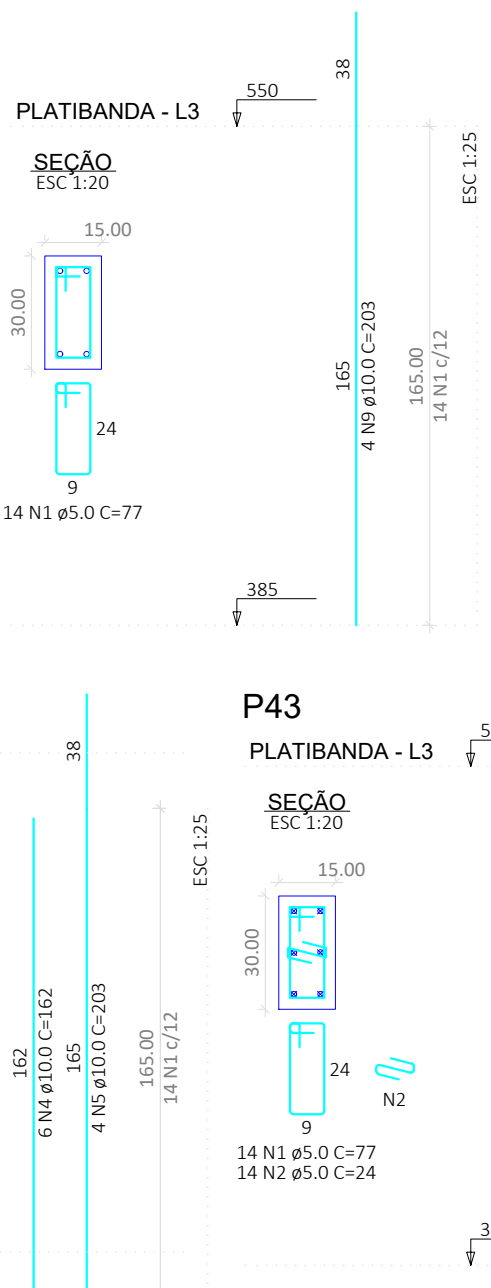 38
550
PLATIBANDA - L3
ESC 1:25
SEÇÃO
ESC 1:20
15.00
30.00
165
4 N9 ø10.0 C=203
165.00
14 N1 c/12
24
9
14 N1 ø5.0 C=77
385
P43
38
PLATIBANDA - L3
5
SEÇÃO
ESC 1:20
ESC 1:25
15.00
30.00
162
6 N4 ø10.0 C=162
165
4 N5 ø10.0 C=203
165.00
14 N1 c/12
24
N2
9
14 N1 ø5.0 C=77
14 N2 ø5.0 C=24
3